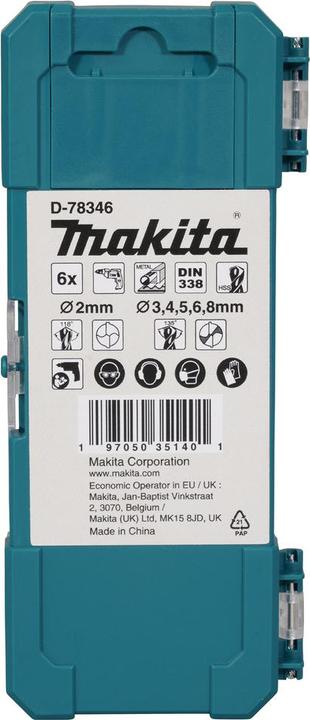 D-78346
makita®
6x METAL DIN 338 HSS
Ø2mm Ø3,4,5,6,8mm
118° 135°
1 97050 35140 1
Makita Corporation
www.makita.com
Economic Operator in EU / UK :
Makita, Jan-Baptist Vinkstraat
2, 3070, Belgium /
Makita (UK) Ltd, MK15 8JD, UK
Made in China
21
PAP